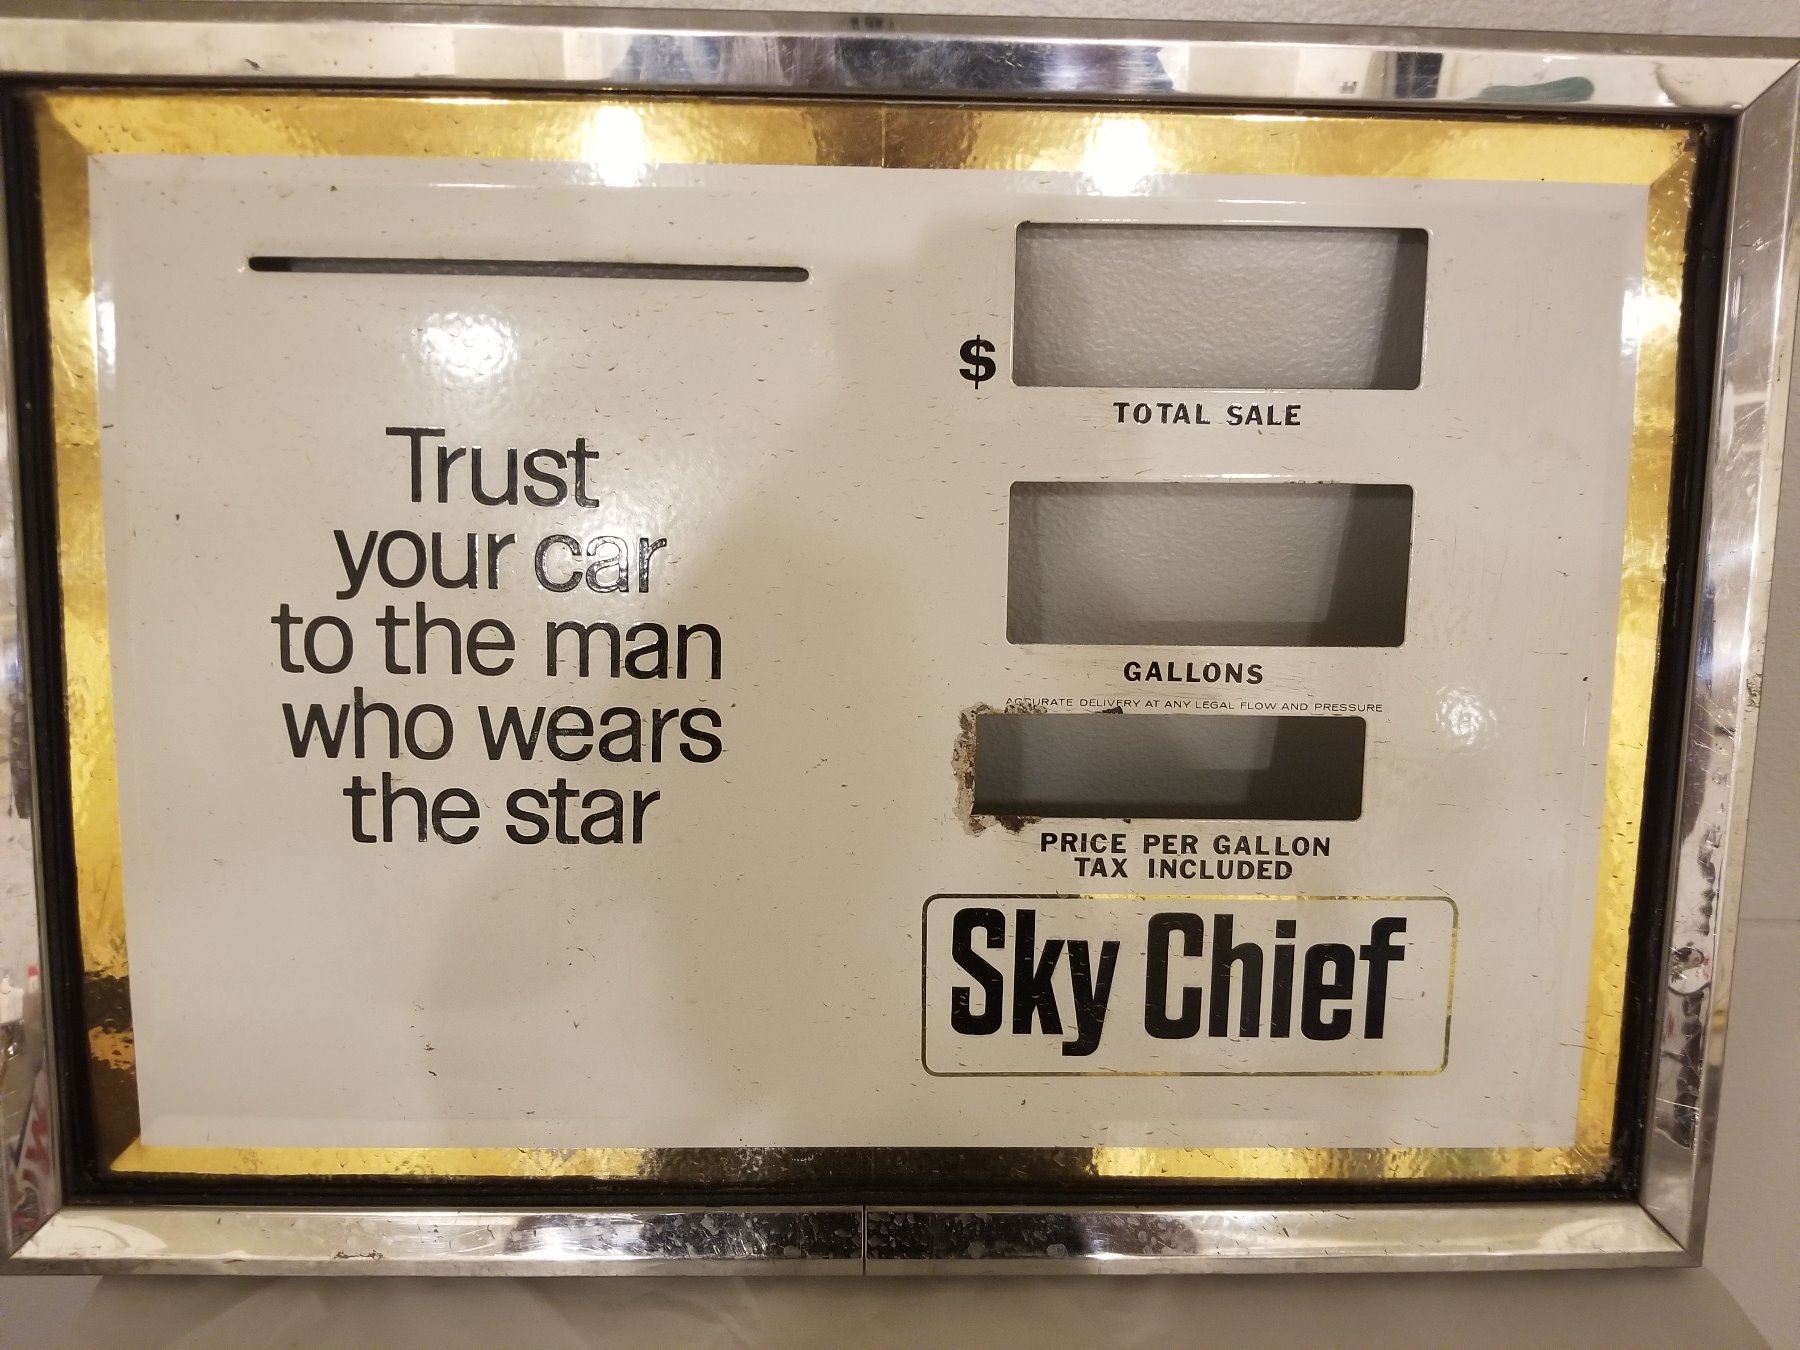 Trust
your car
to the man
who wears
the star
$
TOTAL SALE
GALLONS
ACCURATE DELIVERY AT ANY LEGAL FLOW AND PRESSURE
PRICE PER GALLON
TAX INCLUDED
Sky Chief